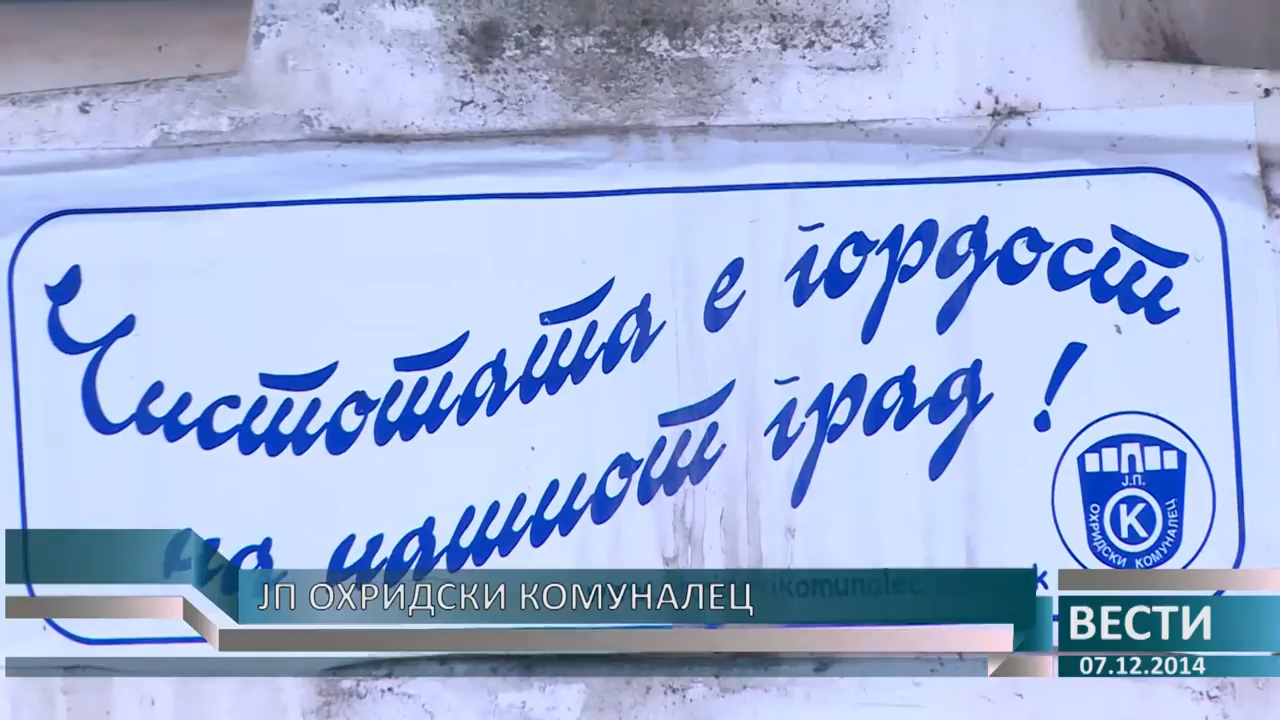 Чистотата е гордост
на нашиот град !
Ј.П.
К
ОХРИДСКИ КОМУНАЛЕЦ
ЈП ОХРИДСКИ КОМУНАЛЕЦ
ВЕСТИ
07.12.2014